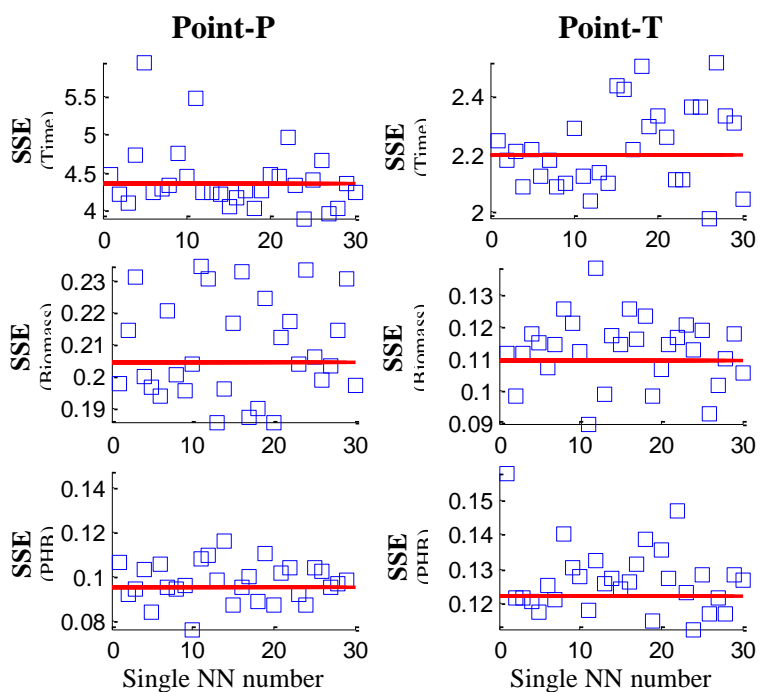 Point-P Point-T
SSE (Time)
5.5
5
4.5
4
0 10 20 30
SSE (Time)
2.4
2.2
2
0 10 20 30
SSE (Biomass)
0.23
0.22
0.21
0.2
0.19
0 10 20 30
SSE (Biomass)
0.13
0.12
0.11
0.1
0.09
0 10 20 30
SSE (PHB)
0.14
0.12
0.1
0.08
0 10 20 30
Single NN number
SSE (PHB)
0.15
0.14
0.13
0.12
0 10 20 30
Single NN number